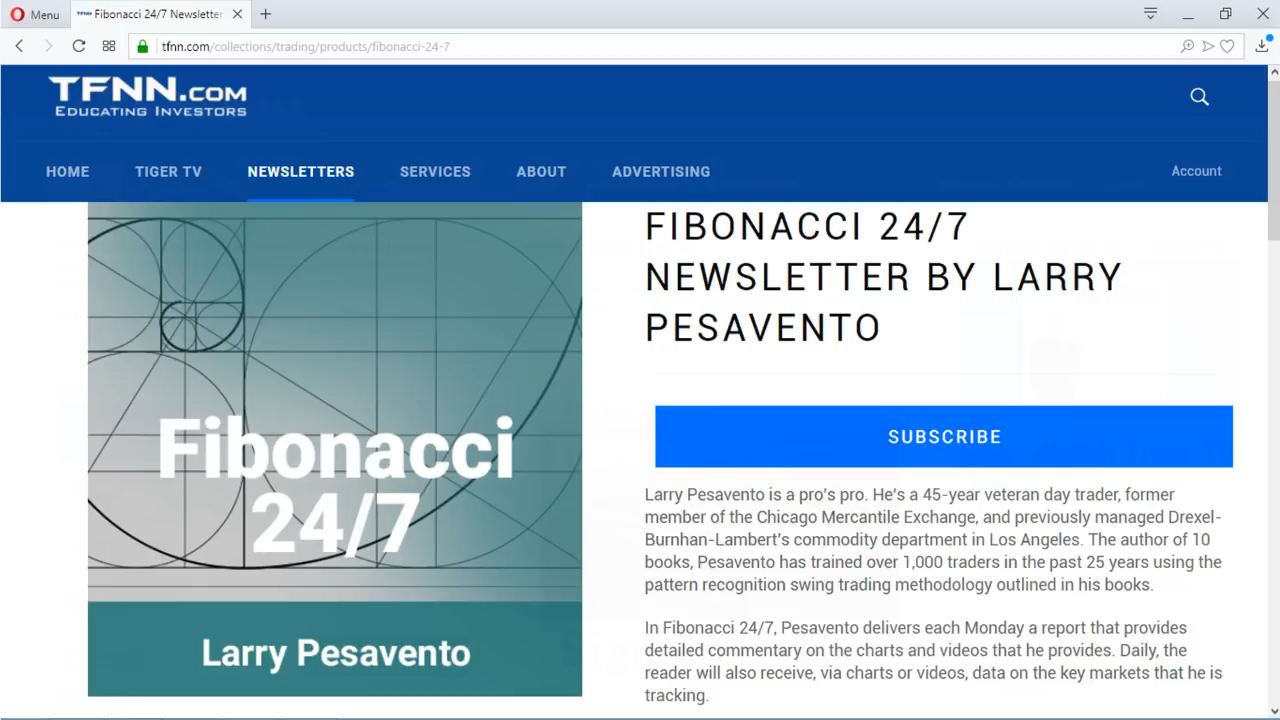 Menu
Fibonacci 24/7 Newsletter
tfnn.com/collections/trading/products/fibonacci-24-7
TFNN.COM
EDUCATING INVESTORS
HOME
TIGER TV
NEWSLETTERS
SERVICES
ABOUT
ADVERTISING
Account
Fibonacci
24/7
Larry Pesavento
FIBONACCI 24/7
NEWSLETTER BY LARRY
PESAVENTO
SUBSCRIBE
Larry Pesavento is a pro's pro. He's a 45-year veteran day trader, former
member of the Chicago Mercantile Exchange, and previously managed Drexel-
Burnhan-Lambert's commodity department in Los Angeles. The author of 10
books, Pesavento has trained over 1,000 traders in the past 25 years using the
pattern recognition swing trading methodology outlined in his books.
In Fibonacci 24/7, Pesavento delivers each Monday a report that provides
detailed commentary on the charts and videos that he provides. Daily, the
reader will also receive, via charts or videos, data on the key markets that he is
tracking.